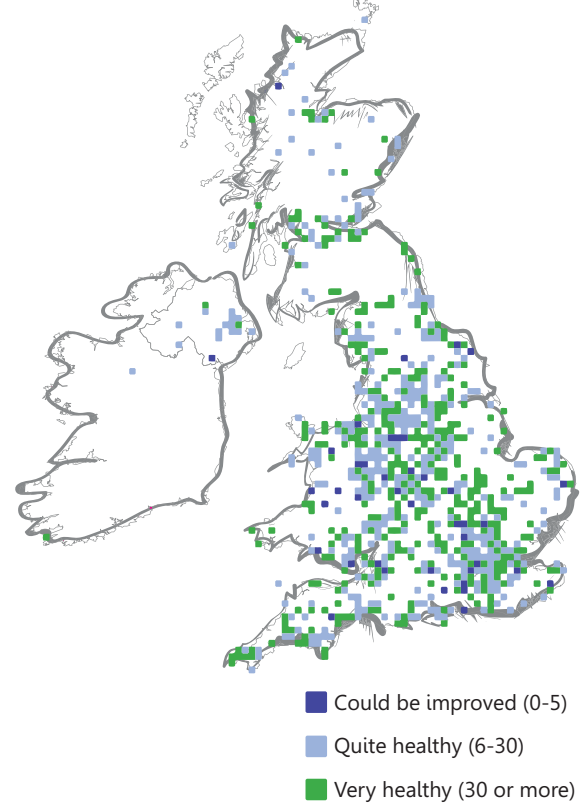 Could be improved (0-5)
Quite healthy (6-30)
Very healthy (30 or more)